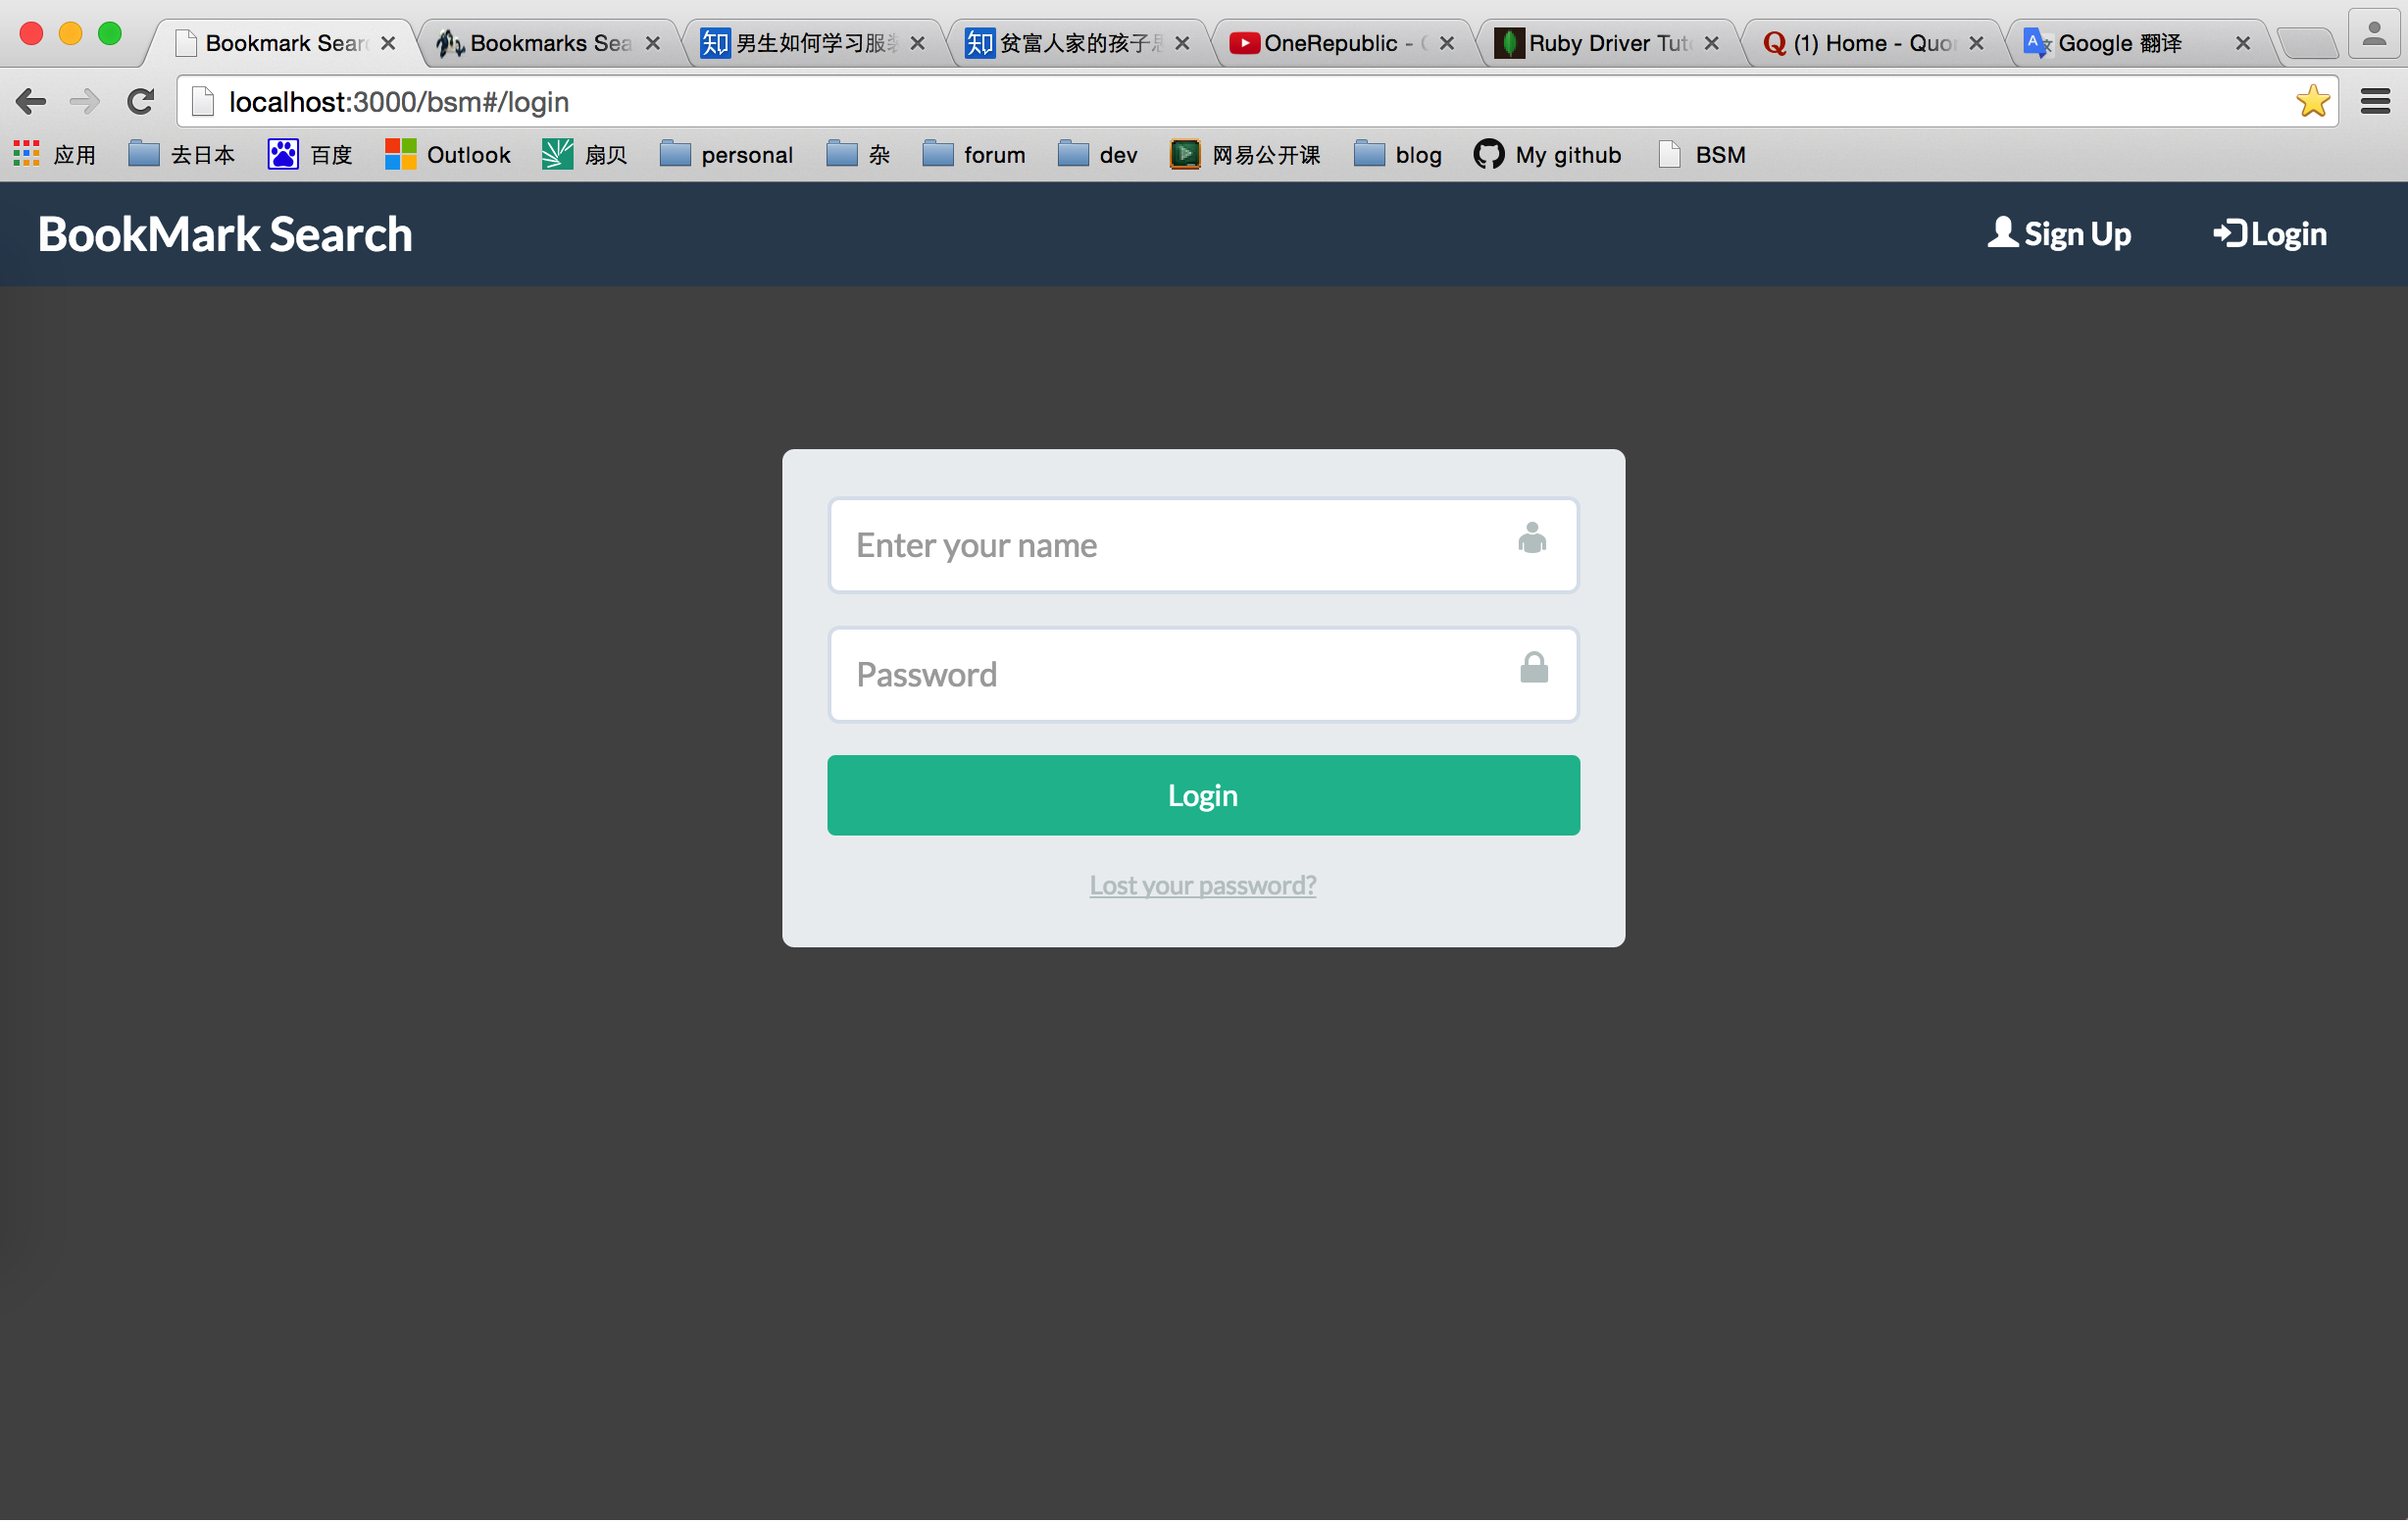 Bookmark Sear
Bookmarks Sea
知 男生如何学习服
知 贫富人家的孩子
OneRepublic -
Ruby Driver Tut
Q (1) Home - Quo
Google 翻译
localhost:3000/bsm#/login
应用
去日本
百度
Outlook
扇贝
personal
杂
forum
dev
网易公开课
blog
My github
BSM
BookMark Search
Sign Up
Login
Enter your name
Password
Login
Lost your password?